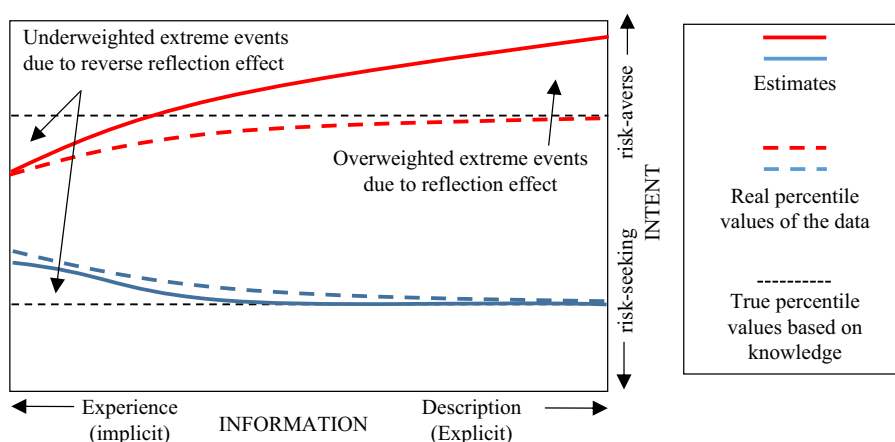 Underweighted extreme events
due to reverse reflection effect
Overweighted extreme events
due to reflection effect
risk-averse
INTENT
risk-seeking
Experience
(implicit)
INFORMATION
Description
(Explicit)
Estimates
Real percentile
values of the data
True percentile
values based on
knowledge